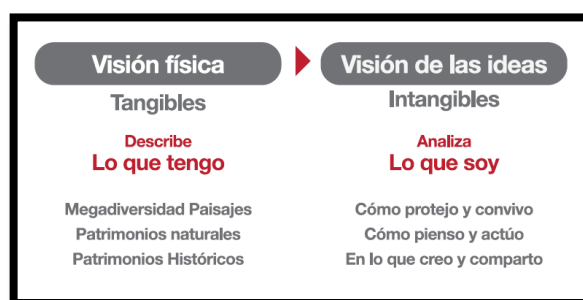 Visión física
Tangibles
Describe
Lo que tengo
Megadiversidad Paisajes
Patrimonios naturales
Patrimonios Históricos
Visión de las ideas
Intangibles
Analiza
Lo que soy
Cómo protejo y convivo
Cómo pienso y actúo
En lo que creo y comparto